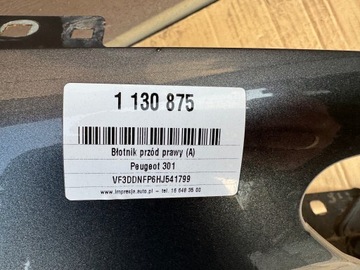 1 130 875
Błotnik przód prawy (A)
Peugeot 301
VF3DDNFP6HJ541799
www.impresja.auto.pl - tel. 16 648 35 00